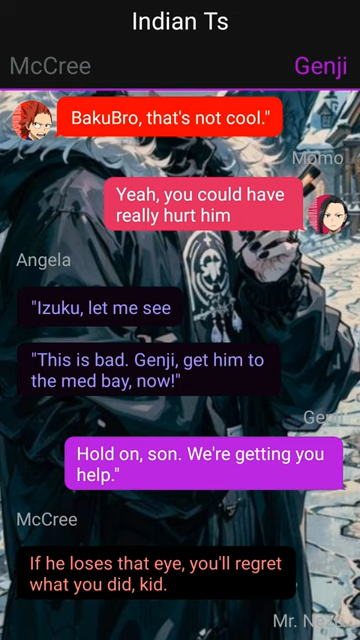 Indian Ts
McCree
Genji
BakuBro, that's not cool."
Momo
Yeah, you could have
really hurt him
Angela
"Izuku, let me see
"This is bad. Genji, get him to
the med bay, now!"
Genji
Hold on, son. We're getting you
help."
McCree
If he loses that eye, you'll regret
what you did, kid.
Mr.